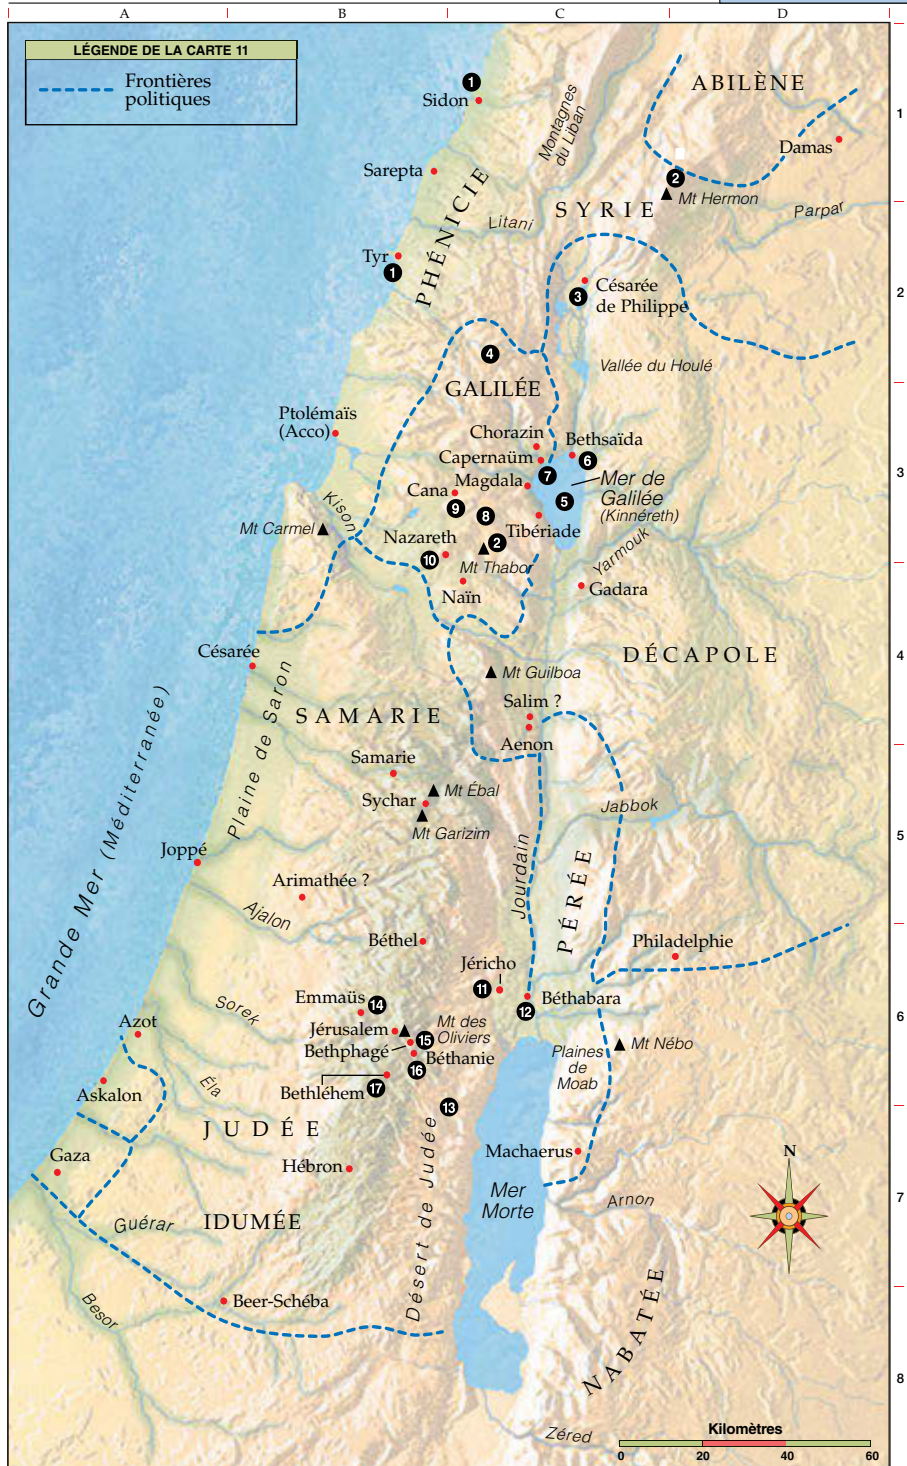 A B C D
LÉGENDE DE LA CARTE 11
Frontières
politiques
ABILÈNE
1
Sidon
Montagnes
du Liban
1
Damas
Sarepta
2
Mt Hermon
PHÉNICIE
SYRIE
Parpar
Litani
Tyr
1
Césarée
de Philippe
3
2
4
Vallée du Houlé
GALILÉE
Ptolémaïs
(Acco)
Chorazin
Bethsaïda
Capernaüm
6
7
Magdala
Mer de
Galilée
(Kinnéreth)
3
Cana
5
9
8
Kison
Mt Carmel
Tibériade
Nazareth
2
10
Mt Thabor
Yarmouk
Naïn
Gadara
Césarée
DÉCAPOLE
4
Mt Guilboa
Plaine de Saron
Grande Mer (Méditerranée)
SAMARIE
Salim ?
Aenon
Samarie
Mt Ébal
Sychar
Mt Garizim
Jabbok
5
Joppé
Jourdain
PÉRÉE
Arimathée ?
Ajalon
Béthel
Philadelphie
Jéricho
11
Emmaüs
14
Béthabara
12
Sorek
6
Azot
Jérusalem
Mt des
Oliviers
15
Bethphagé
Béthanie
16
Plaines
de
Moab
Mt Nébo
Éla
Askalon
Bethléhem
17
13
JUDÉE
Machaerus
N
Gaza
Hébron
Mer
Morte
Arnon
7
Guérar
IDUMÉE
Désert de Judée
Besor
Beer-Schéba
NABATÉE
8
Zéred
Kilomètres
0 20 40 60